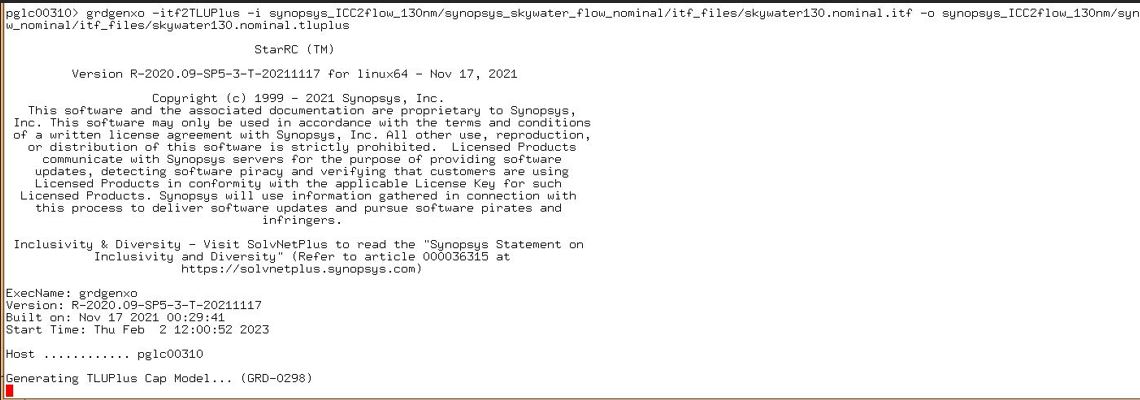 pglc00310> grdgenxo -itf2TLUPlus -i synopsys_ICC2flow_130nm/synopsys_skywater_flow_nominal/itf_files/skywater130.nominal.itf -o synopsys_ICC2flow_130nm/syn
w_nominal/itf_files/skywater130.nominal.tluplus
StarRC (TM)
Version R-2020.09-SP5-3-T-20211117 for linux64 - Nov 17, 2021
Copyright (c) 1999 - 2021 Synopsys, Inc.
This software and the associated documentation are proprietary to Synopsys,
Inc. This software may only be used in accordance with the terms and conditions
of a written license agreement with Synopsys, Inc. All other use, reproduction,
or distribution of this software is strictly prohibited.  Licensed Products
communicate with Synopsys servers for the purpose of providing software
updates, detecting software piracy and verifying that customers are using
Licensed Products in conformity with the applicable License Key for such
Licensed Products. Synopsys will use information gathered in connection with
this process to deliver software updates and pursue software pirates and
infringers.
Inclusivity & Diversity - Visit SolvNetPlus to read the "Synopsys Statement on
Inclusivity and Diversity" (Refer to article 000036315 at
https://solvnetplus.synopsys.com)
ExecName: grdgenxo
Version: R-2020.09-SP5-3-T-20211117
Built on: Nov 17 2021 00:29:41
Start Time: Thu Feb  2 12:00:52 2023
Host ............ pglc00310
Generating TLUPlus Cap Model... (GRD-0298)